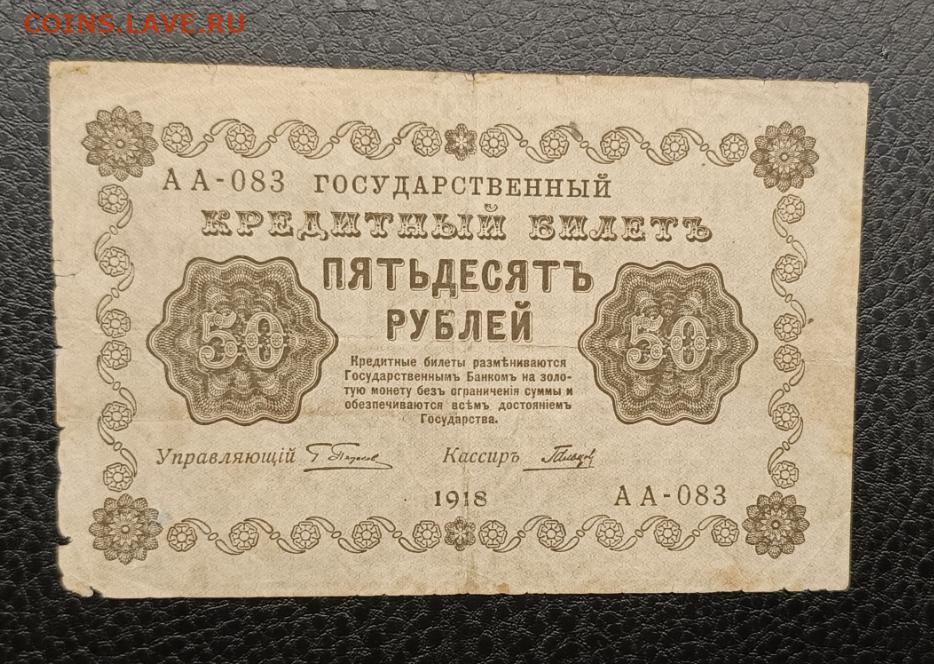 COINS.LAVE.RU
АА-083 ГОСУДАРСТВЕННЫЙ
КРЕДИТНЫЙ БИЛЕТЪ
ПЯТЬДЕСЯТЪ
РУБЛЕЙ
50 50
Кредитные билеты размѣниваются
Государственнымъ Банкомъ на золо-
тую монету безъ ограниченія суммы и
обезпечиваются всѣмъ достояніемъ
Государства.
Управляющій Кассиръ
1918 АА-083